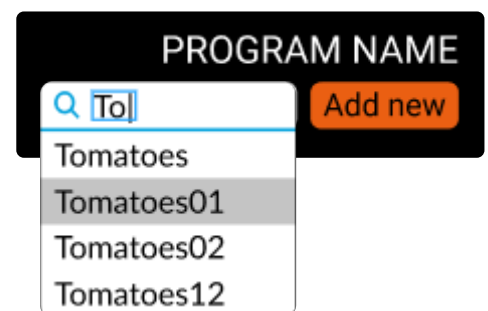 PROGRAM NAME
To Add new
Tomatoes
Tomatoes01
Tomatoes02
Tomatoes12